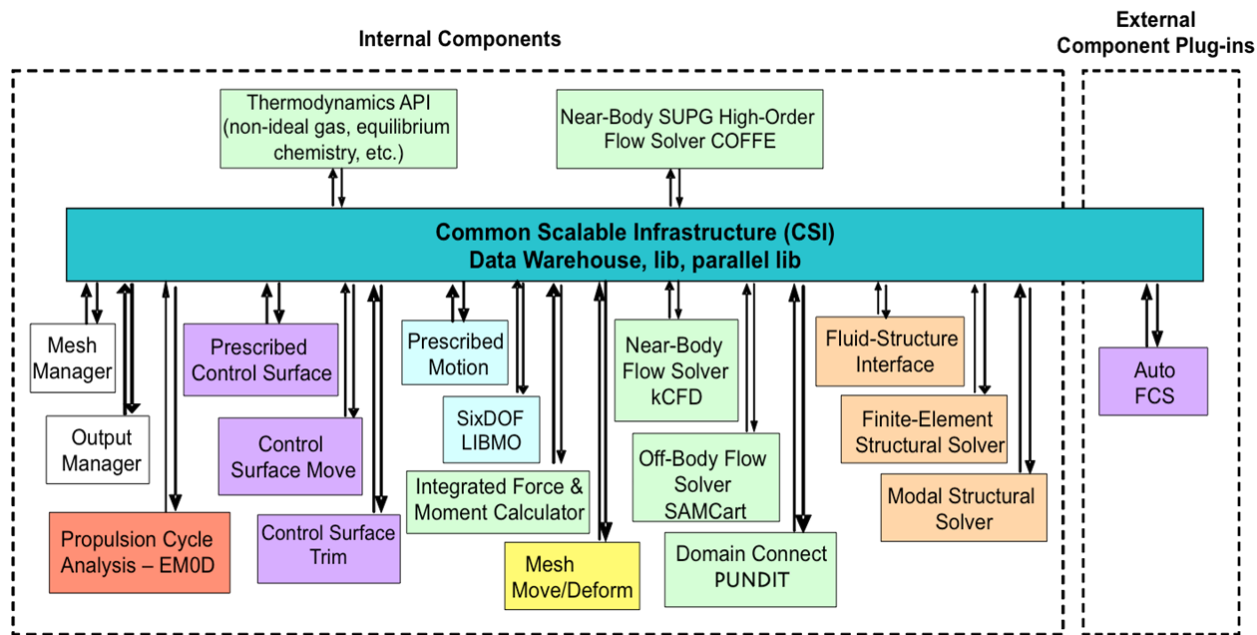 Internal Components
External
Component Plug-ins
Thermodynamics API
(non-ideal gas, equilibrium
chemistry, etc.)
Near-Body SUPG High-Order
Flow Solver COFFE
Common Scalable Infrastructure (CSI)
Data Warehouse, lib, parallel lib
Mesh
Manager
Output
Manager
Propulsion Cycle
Analysis – EM0D
Prescribed
Control Surface
Control
Surface Move
Control Surface
Trim
Prescribed
Motion
SixDOF
LIBMO
Integrated Force &
Moment Calculator
Mesh
Move/Deform
Near-Body
Flow Solver
kCFD
Off-Body Flow
Solver
SAMCart
Domain Connect
PUNDIT
Fluid-Structure
Interface
Finite-Element
Structural Solver
Modal Structural
Solver
Auto
FCS